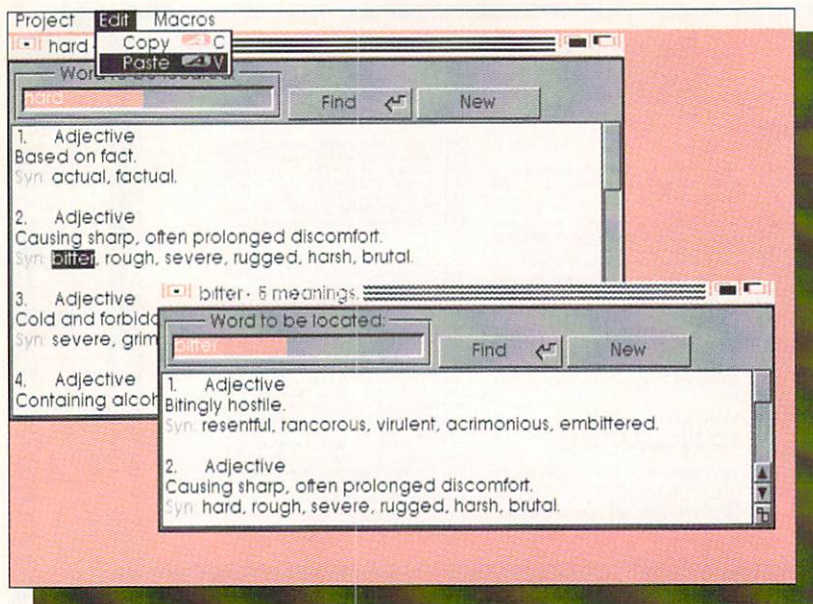 Project Edit Macros
Copy C
Paste V
hard
Word to be located:
hard
Find New
1. Adjective
Based on fact.
Syn: actual, factual.
2. Adjective
Causing sharp, often prolonged discomfort.
Syn: bitter, rough, severe, rugged, harsh, brutal.
3. Adjective
Cold and forbidd
Syn: severe, grim
4. Adjective
Containing alcoh
bitter - 6 meanings.
Word to be located:
bitter
Find New
1. Adjective
Bitingly hostile.
Syn: resentful, rancorous, virulent, acrimonious, embittered.
2. Adjective
Causing sharp, often prolonged discomfort.
Syn: hard, rough, severe, rugged, harsh, brutal.